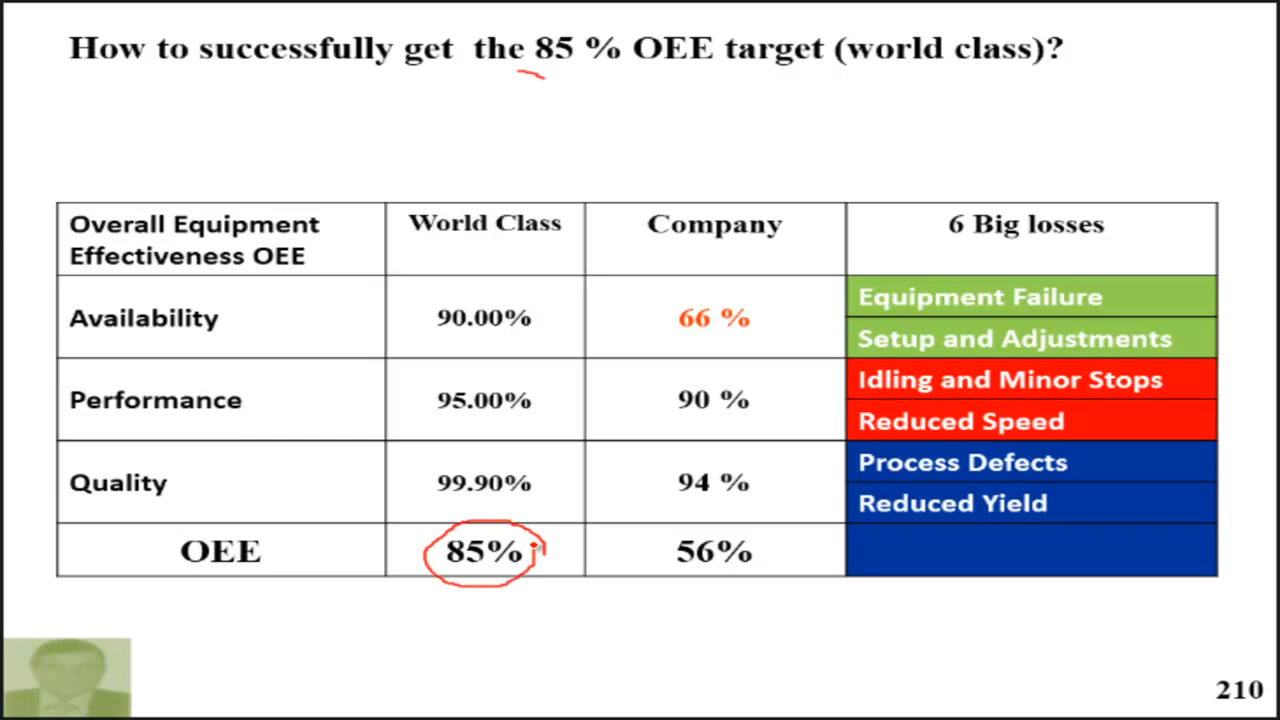 How to successfully get the 85 % OEE target (world class)?
Overall Equipment
Effectiveness OEE
World Class
Company
6 Big losses
Availability
90.00%
66 %
Equipment Failure
Setup and Adjustments
Performance
95.00%
90 %
Idling and Minor Stops
Reduced Speed
Quality
99.90%
94 %
Process Defects
Reduced Yield
OEE
85%
56%
210